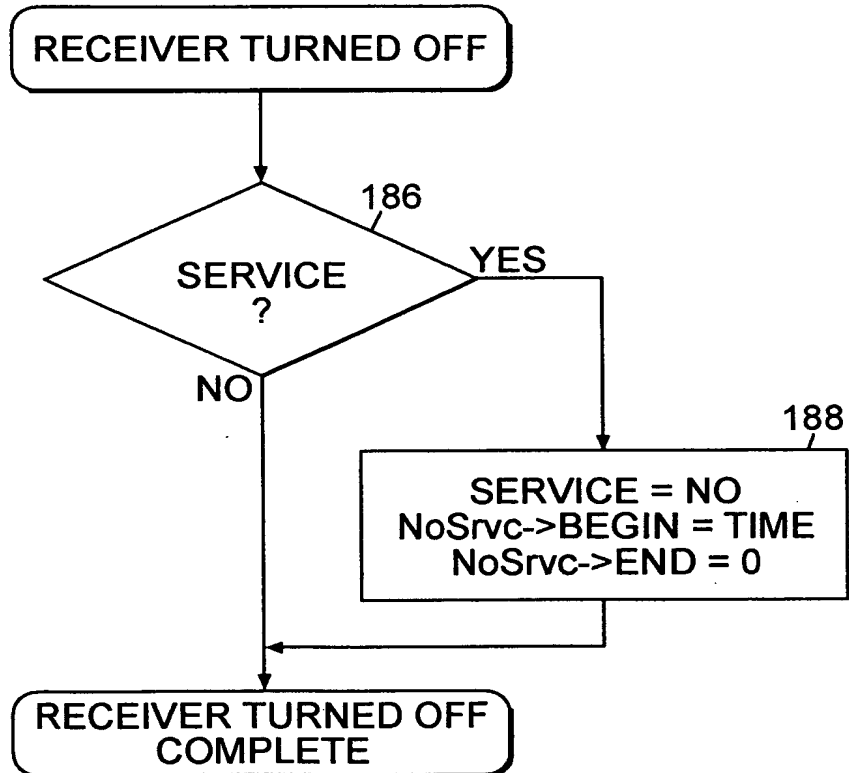 RECEIVER TURNED OFF
186
SERVICE
?
YES
NO
188
SERVICE = NO
NoSrvc->BEGIN = TIME
NoSrvc->END = 0
RECEIVER TURNED OFF
COMPLETE